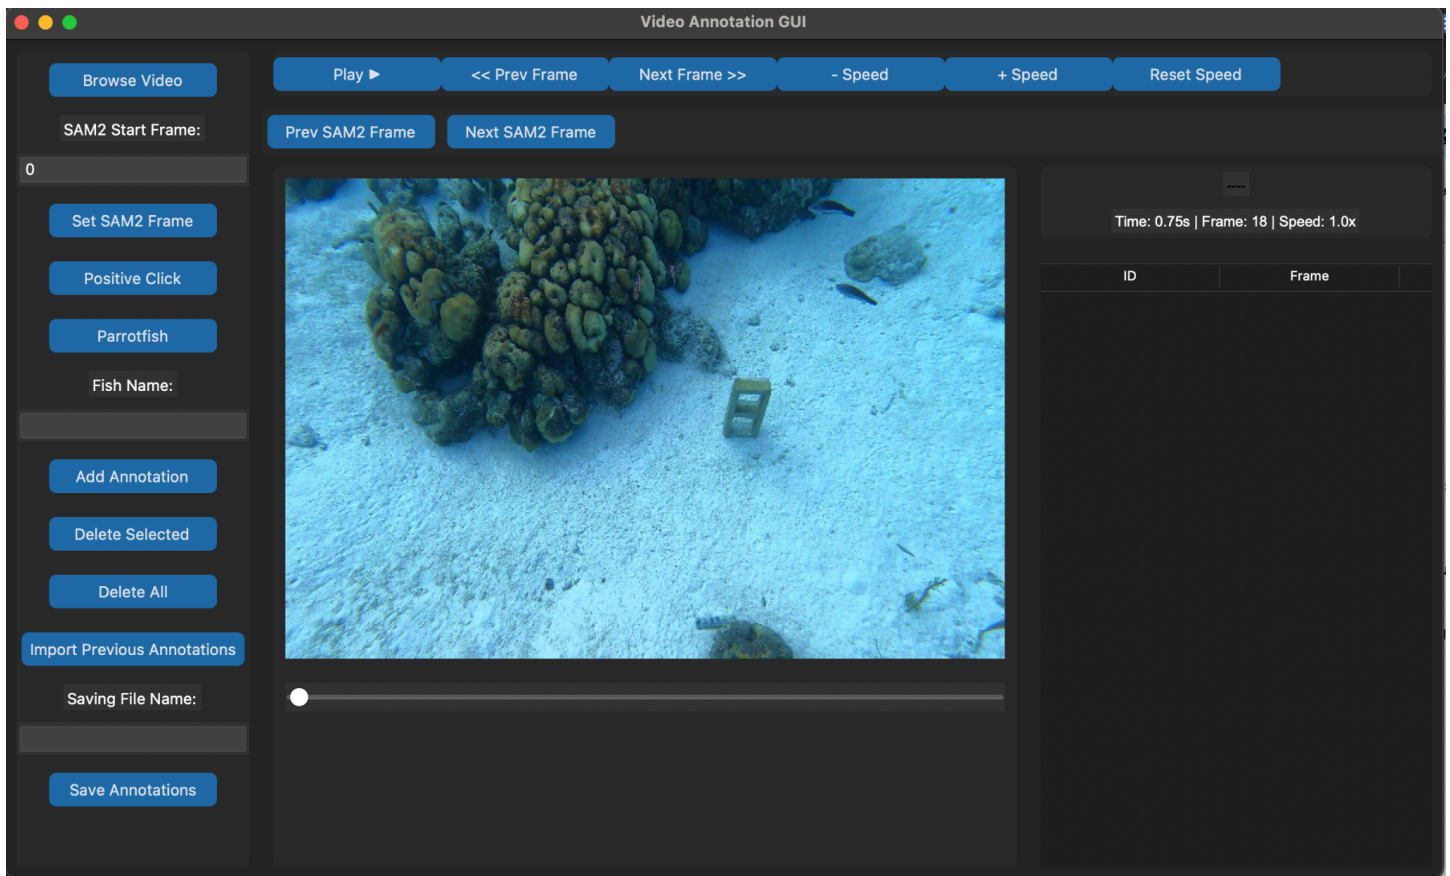 Video Annotation GUI
Browse Video
SAM2 Start Frame:
0
Set SAM2 Frame
Positive Click
Parrotfish
Fish Name:
Add Annotation
Delete Selected
Delete All
Import Previous Annotations
Saving File Name:
Save Annotations
Play ▶ << Prev Frame Next Frame >> - Speed + Speed Reset Speed
Prev SAM2 Frame Next SAM2 Frame
----
Time: 0.75s | Frame: 18 | Speed: 1.0x
ID Frame